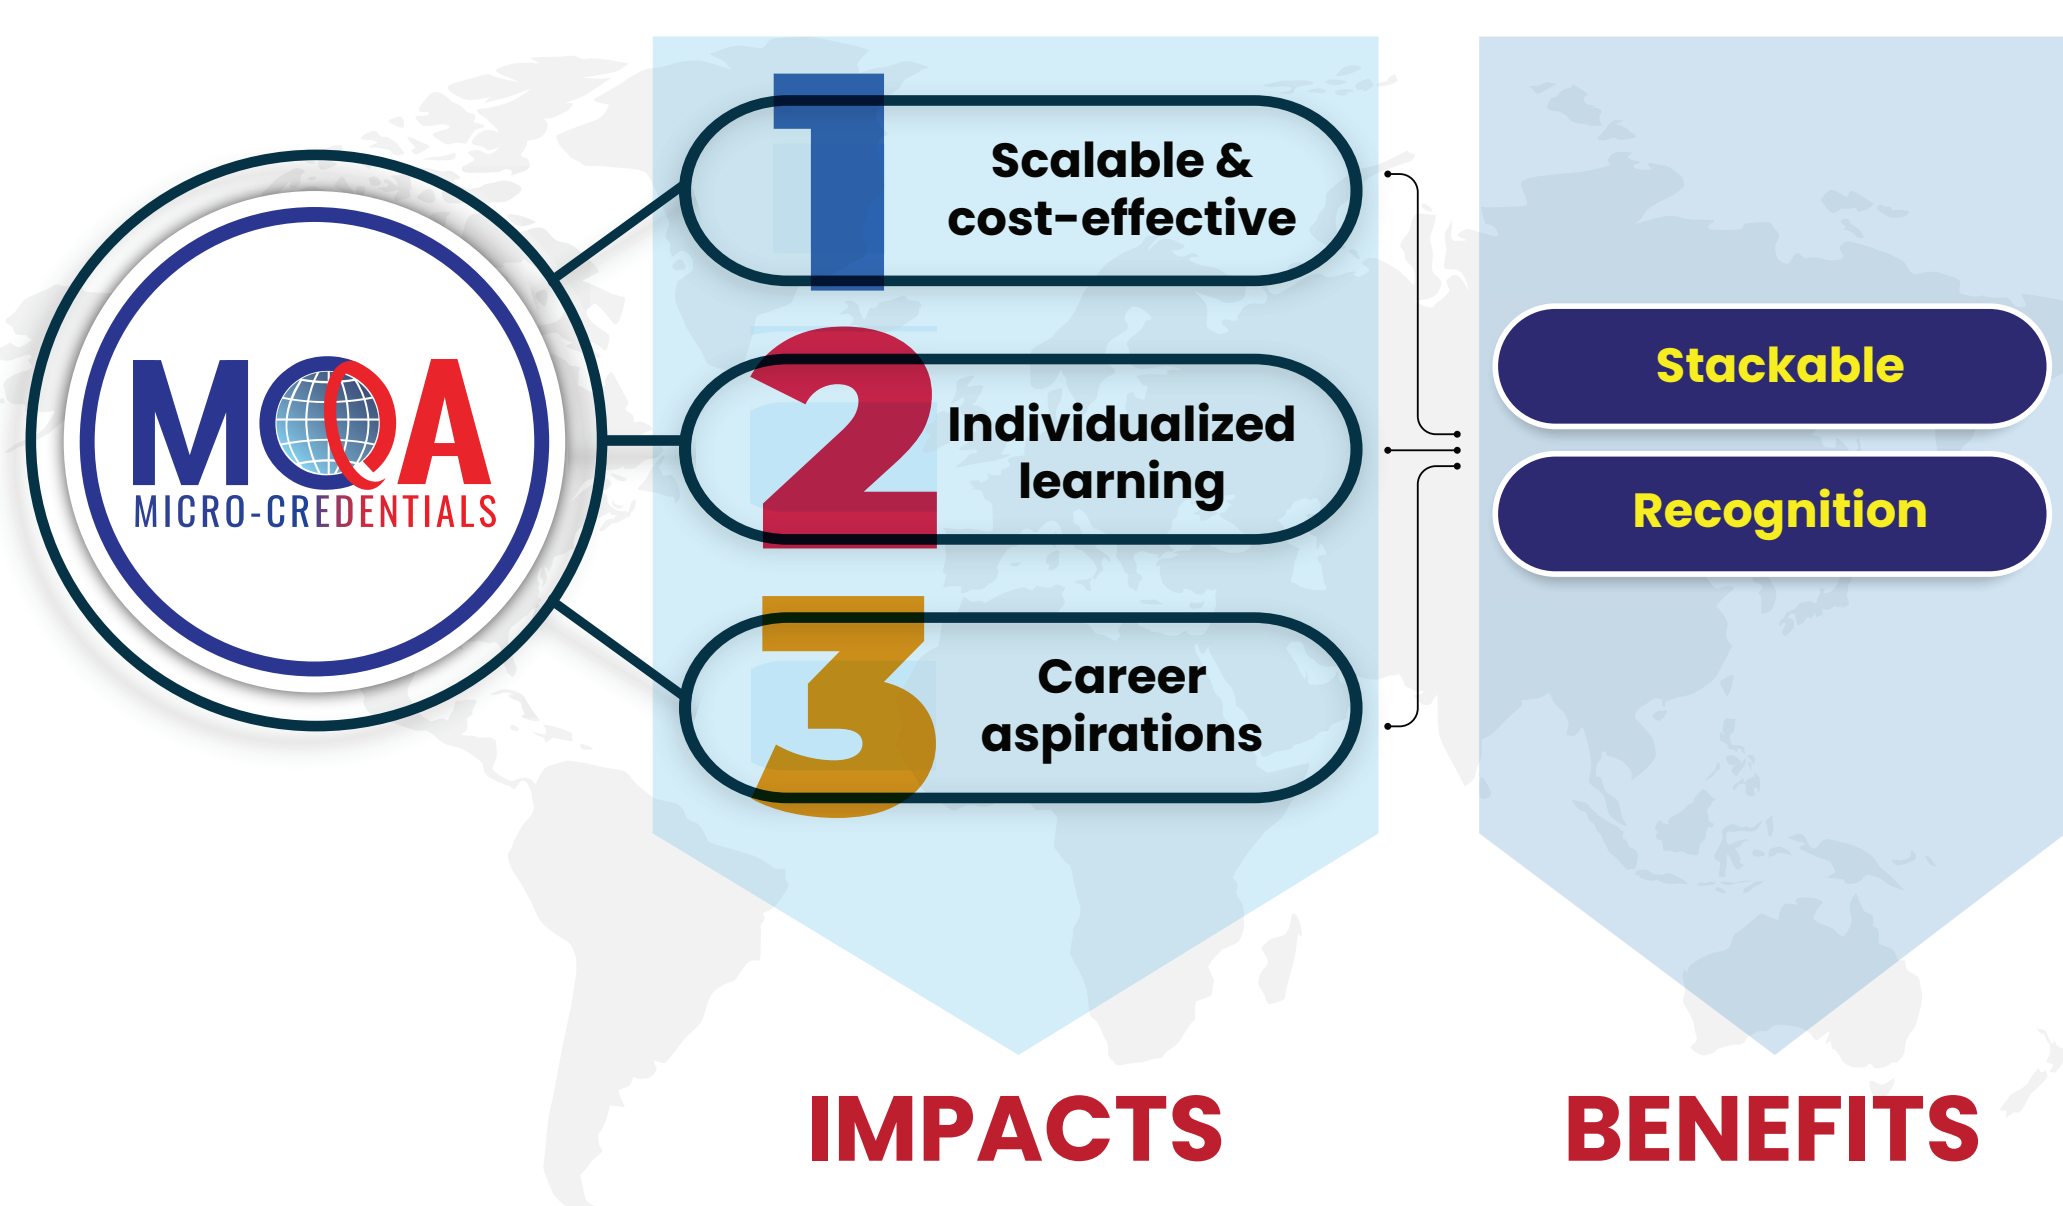 MQA
MICRO-CREDENTIALS
1
Scalable &
cost-effective
2
Individualized
learning
3
Career
aspirations
IMPACTS
Stackable
Recognition
BENEFITS